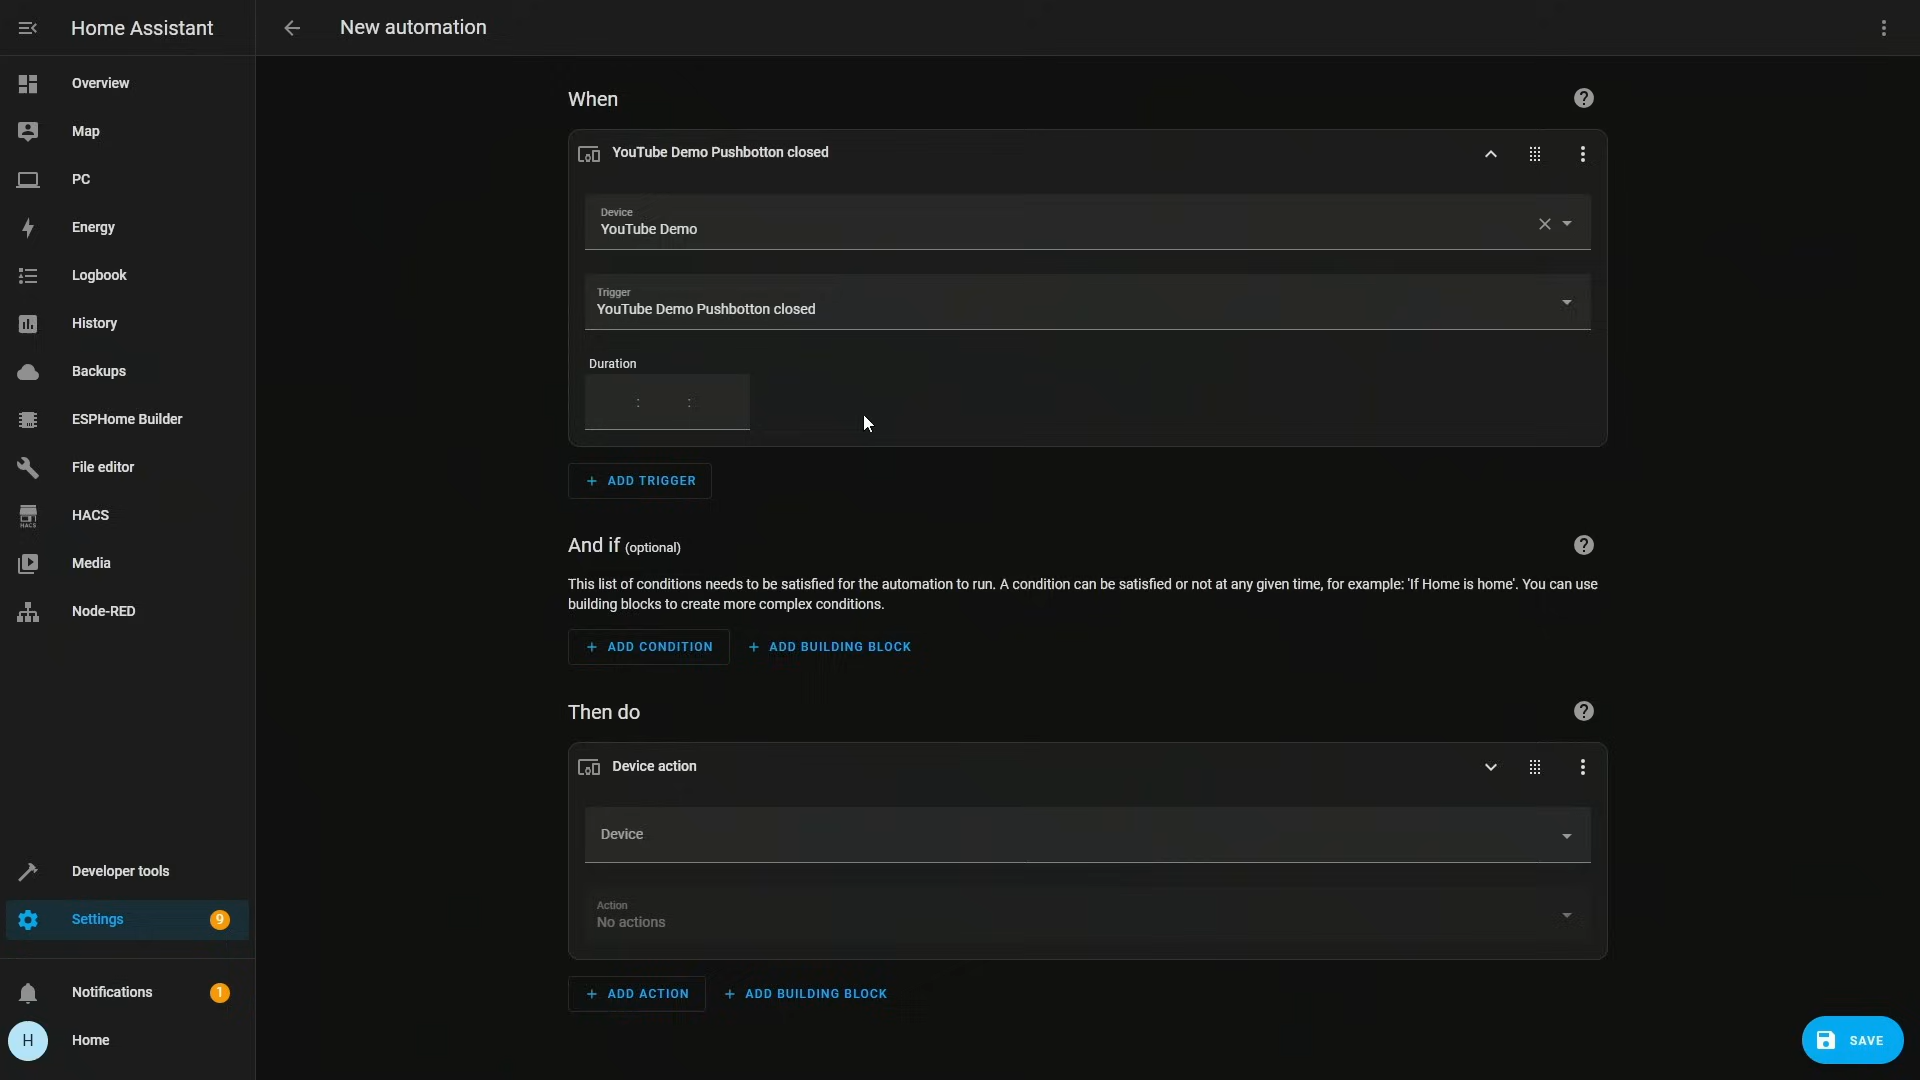 Home Assistant
New automation
Overview
Map
PC
Energy
Logbook
History
Backups
ESPHome Builder
File editor
HACS
HACS
Media
Node-RED
Developer tools
Settings
9
Notifications
1
H
Home
When
YouTube Demo Pushbotton closed
Device
YouTube Demo
Trigger
YouTube Demo Pushbotton closed
Duration
: :
+ ADD TRIGGER
And if (optional)
This list of conditions needs to be satisfied for the automation to run. A condition can be satisfied or not at any given time, for example: 'If Home is home'. You can use
building blocks to create more complex conditions.
+ ADD CONDITION + ADD BUILDING BLOCK
Then do
Device action
Device
Action
No actions
+ ADD ACTION + ADD BUILDING BLOCK
SAVE